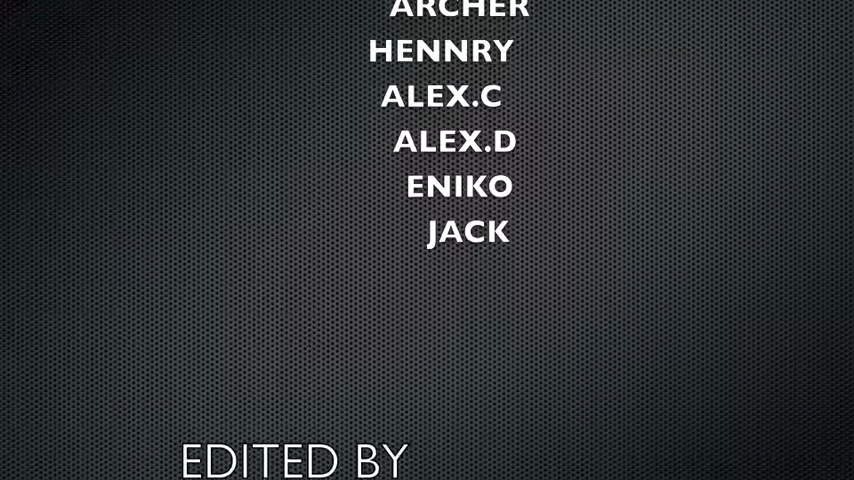 ARCHER
HENNRY
ALEX.C
ALEX.D
ENIKO
JACK
EDITED BY